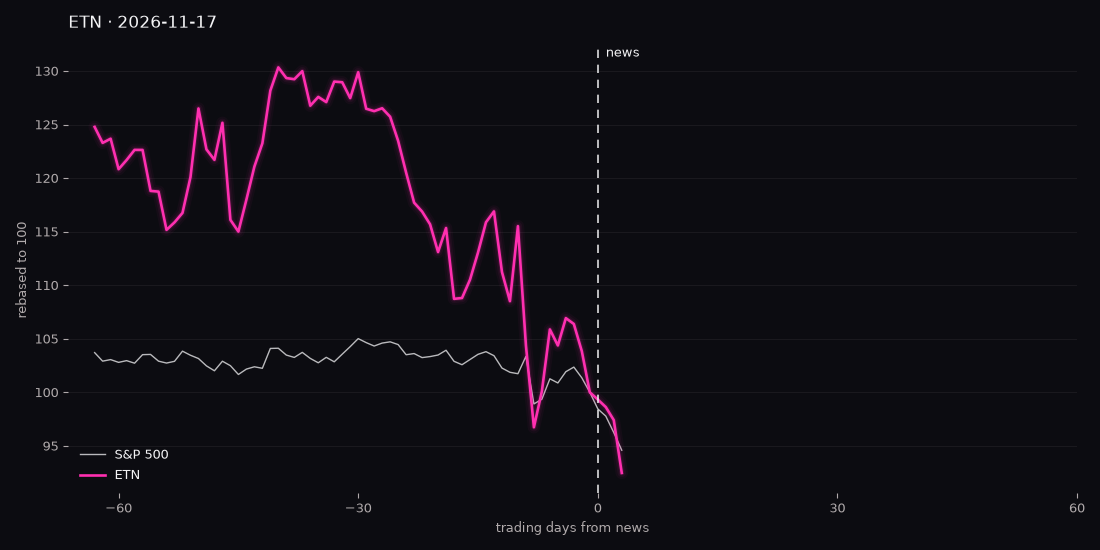 ETN · 2026-11-17
news
130
125
120
115
110
105
100
95
rebased to 100
S&P 500
ETN
−60
−30
0
30
60
trading days from news